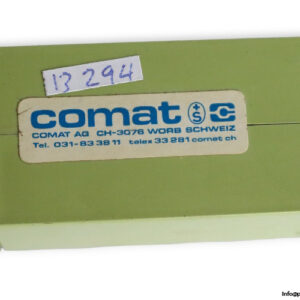 13 294
comat
COMAT AG CH-3076 WORB SCHWEIZ
Tel. 031-83 38 11 telex 33 281 comat ch